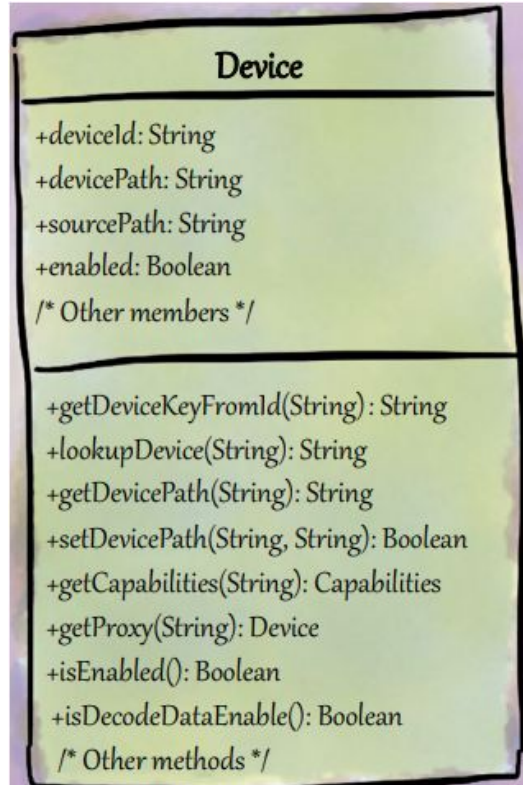 Device
+deviceId: String
+devicePath: String
+sourcePath: String
+enabled: Boolean
/* Other members */
+getDeviceKeyFromId(String) : String
+lookupDevice(String): String
+getDevicePath(String): String
+setDevicePath(String, String): Boolean
+getCapabilities(String): Capabilities
+getProxy(String): Device
+isEnabled(): Boolean
+isDecodeDataEnable(): Boolean
/* Other methods */